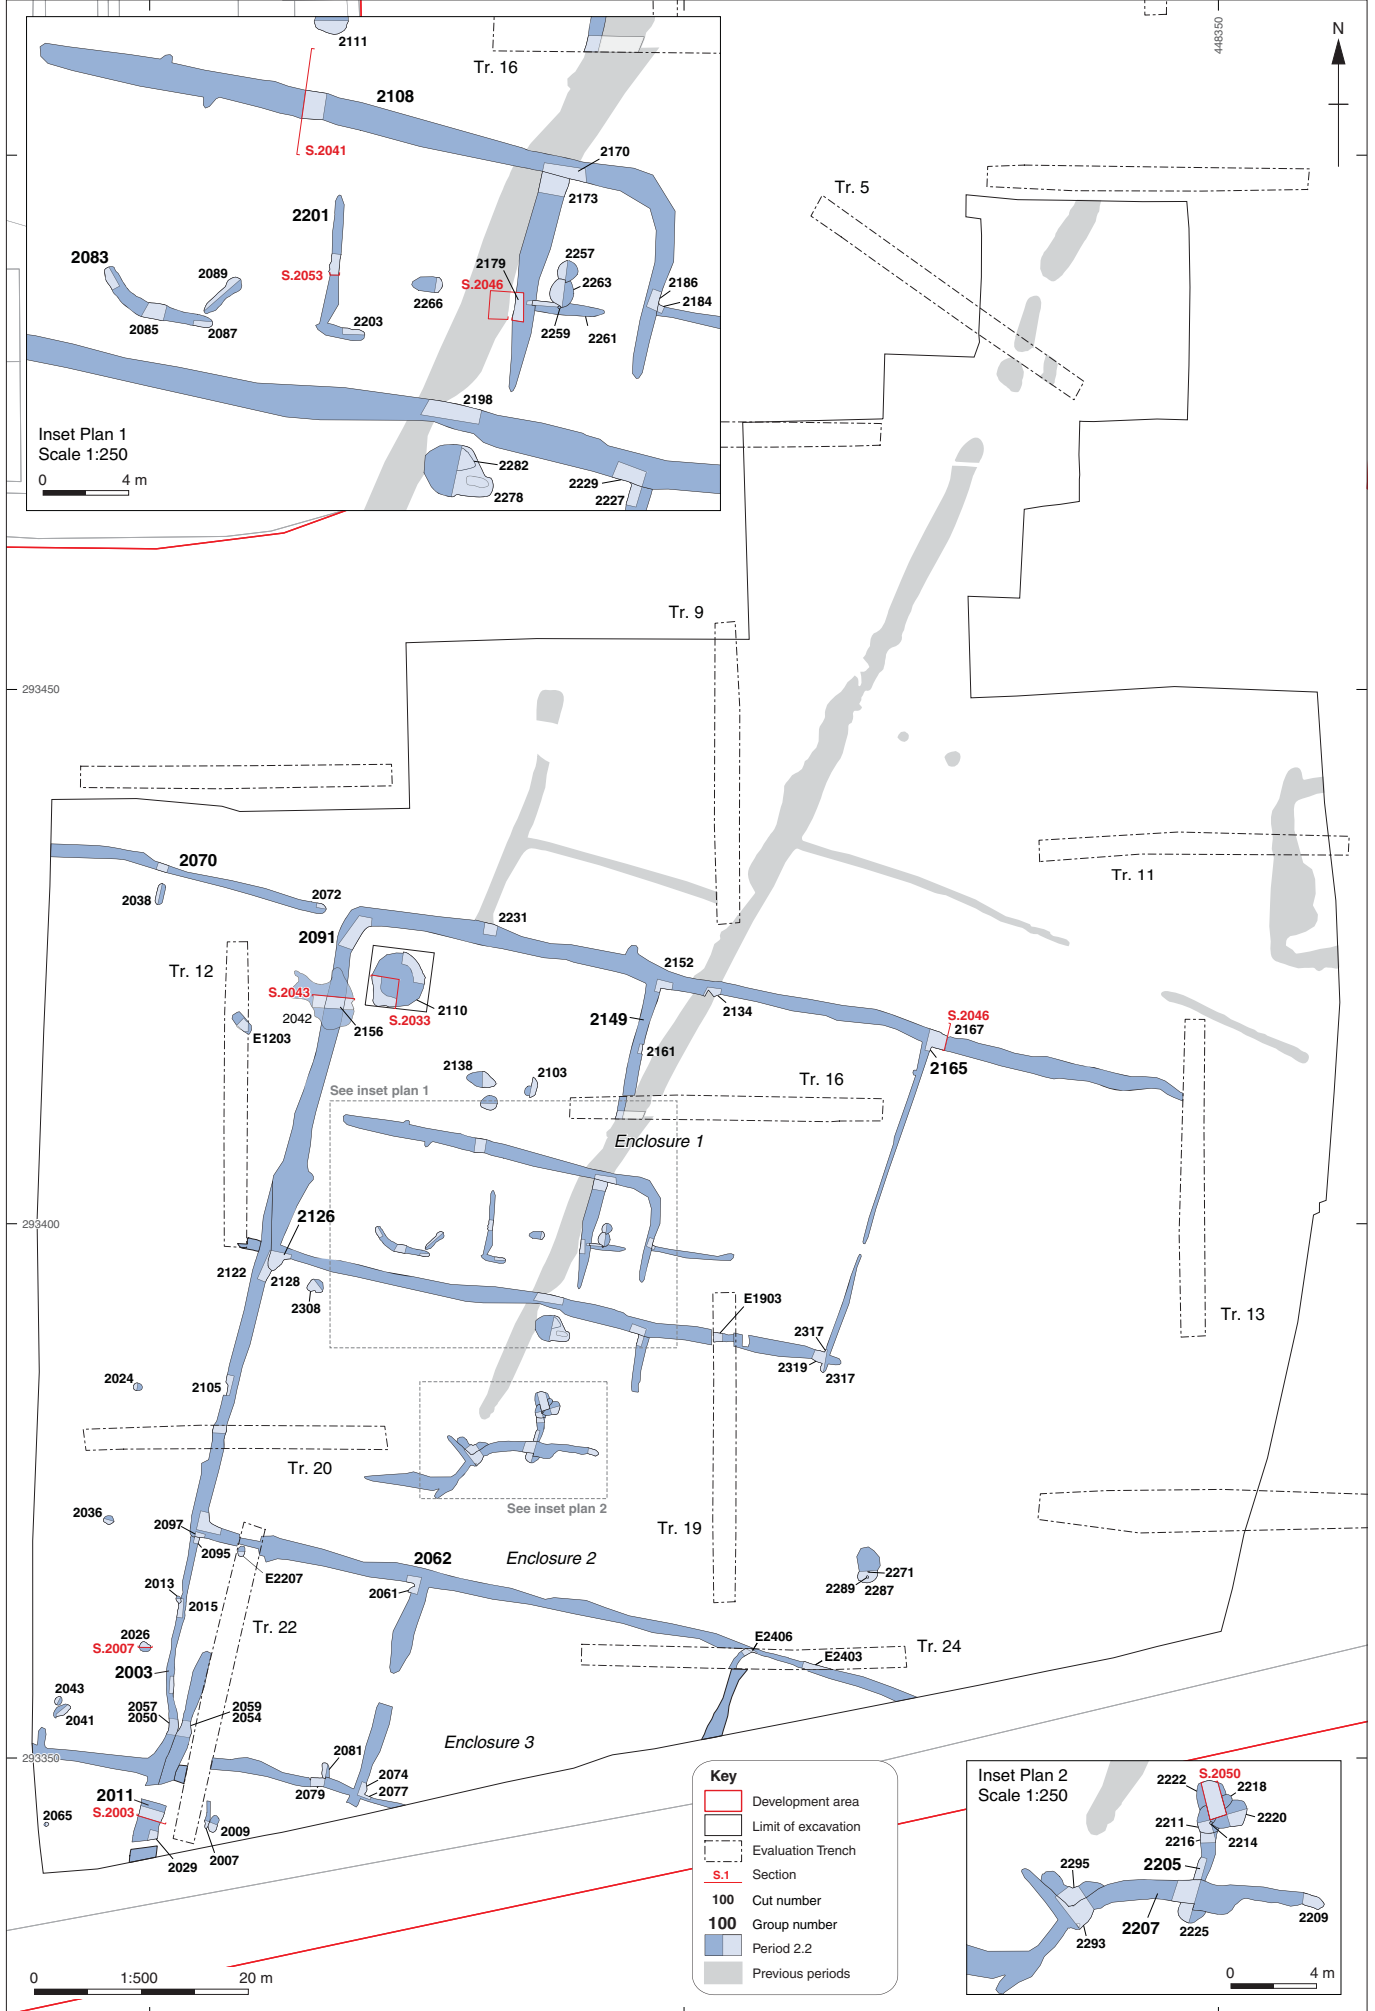 2111
Tr. 16
2108
S.2041
2170
2173
2201
2083
2089
S.2053
2085
2087
2203
2266
2179
S.2046
2257
2263
2259
2261
2186
2184
2198
2282
2278
2229
2227
Inset Plan 1
Scale 1:250
0 4 m
448350
N
Tr. 5
Tr. 9
293450
Tr. 11
2070
2038
2072
2091
2231
Tr. 12
S.2043
2042
2156
E1203
2110
S.2033
2152
2134
2149
2161
S.2046
2167
2165
2138
2103
See inset plan 1
Tr. 16
Enclosure 1
293400
2126
2122
2128
2308
E1903
2317
2319
2317
Tr. 13
2024
2105
Tr. 20
See inset plan 2
2036
2097
2095
E2207
2062
2061
Enclosure 2
Tr. 19
2271
2289
2287
2013
2015
Tr. 22
2026
S.2007
2003
E2406
E2403
Tr. 24
2043
2041
2057
2050
2059
2054
Enclosure 3
293350
2081
2079
2074
2077
2011
S.2003
2065
2029
2007
2009
Key
Development area
Limit of excavation
Evaluation Trench
S.1 Section
100 Cut number
100 Group number
Period 2.2
Previous periods
Inset Plan 2
Scale 1:250
S.2050
2222
2218
2220
2211
2216
2214
2205
2295
2293
2207
2225
2209
0 4 m
0 1:500 20 m